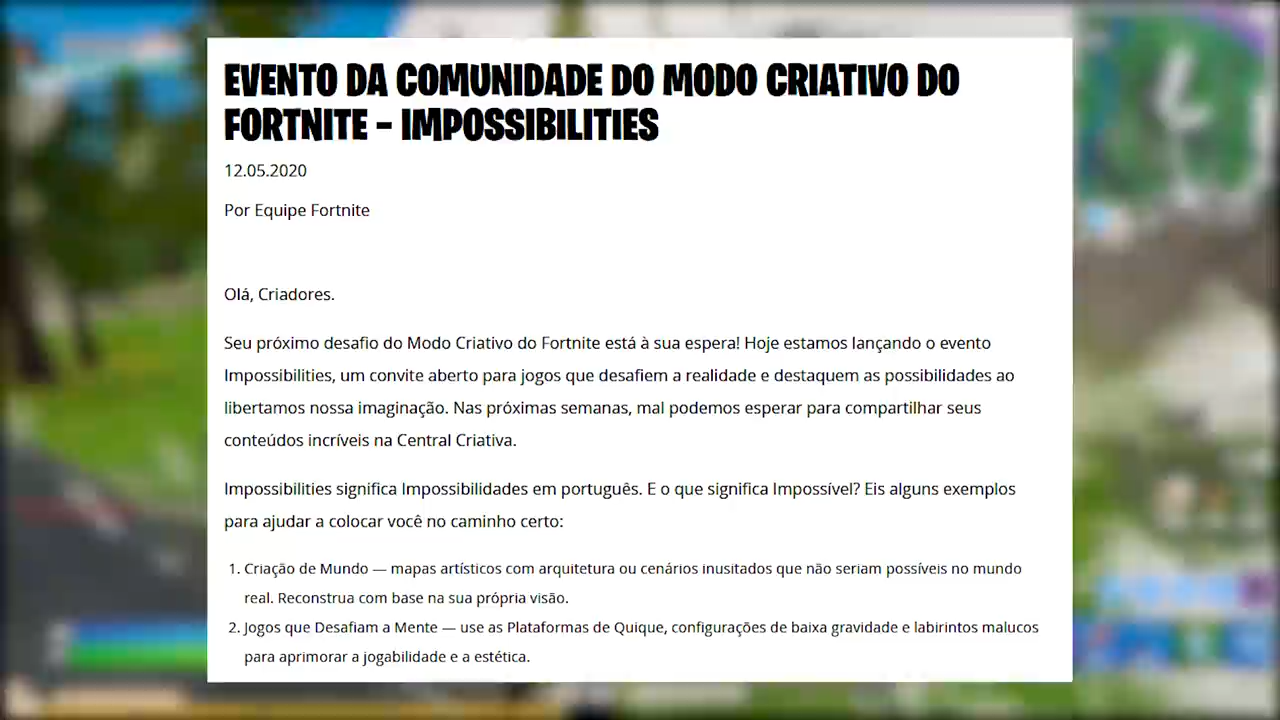 EVENTO DA COMUNIDADE DO MODO CRIATIVO DO
FORTNITE – IMPOSSIBILITIES
12.05.2020
Por Equipe Fortnite
Olá, Criadores.
Seu próximo desafio do Modo Criativo do Fortnite está à sua espera! Hoje estamos lançando o evento
Impossibilities, um convite aberto para jogos que desafiem a realidade e destaquem as possibilidades ao
libertamos nossa imaginação. Nas próximas semanas, mal podemos esperar para compartilhar seus
conteúdos incríveis na Central Criativa.
Impossibilities significa Impossibilidades em português. E o que significa Impossível? Eis alguns exemplos
para ajudar a colocar você no caminho certo:
1. Criação de Mundo — mapas artísticos com arquitetura ou cenários inusitados que não seriam possíveis no mundo
real. Reconstrua com base na sua própria visão.
2. Jogos que Desafiam a Mente — use as Plataformas de Quique, configurações de baixa gravidade e labirintos malucos
para aprimorar a jogabilidade e a estética.